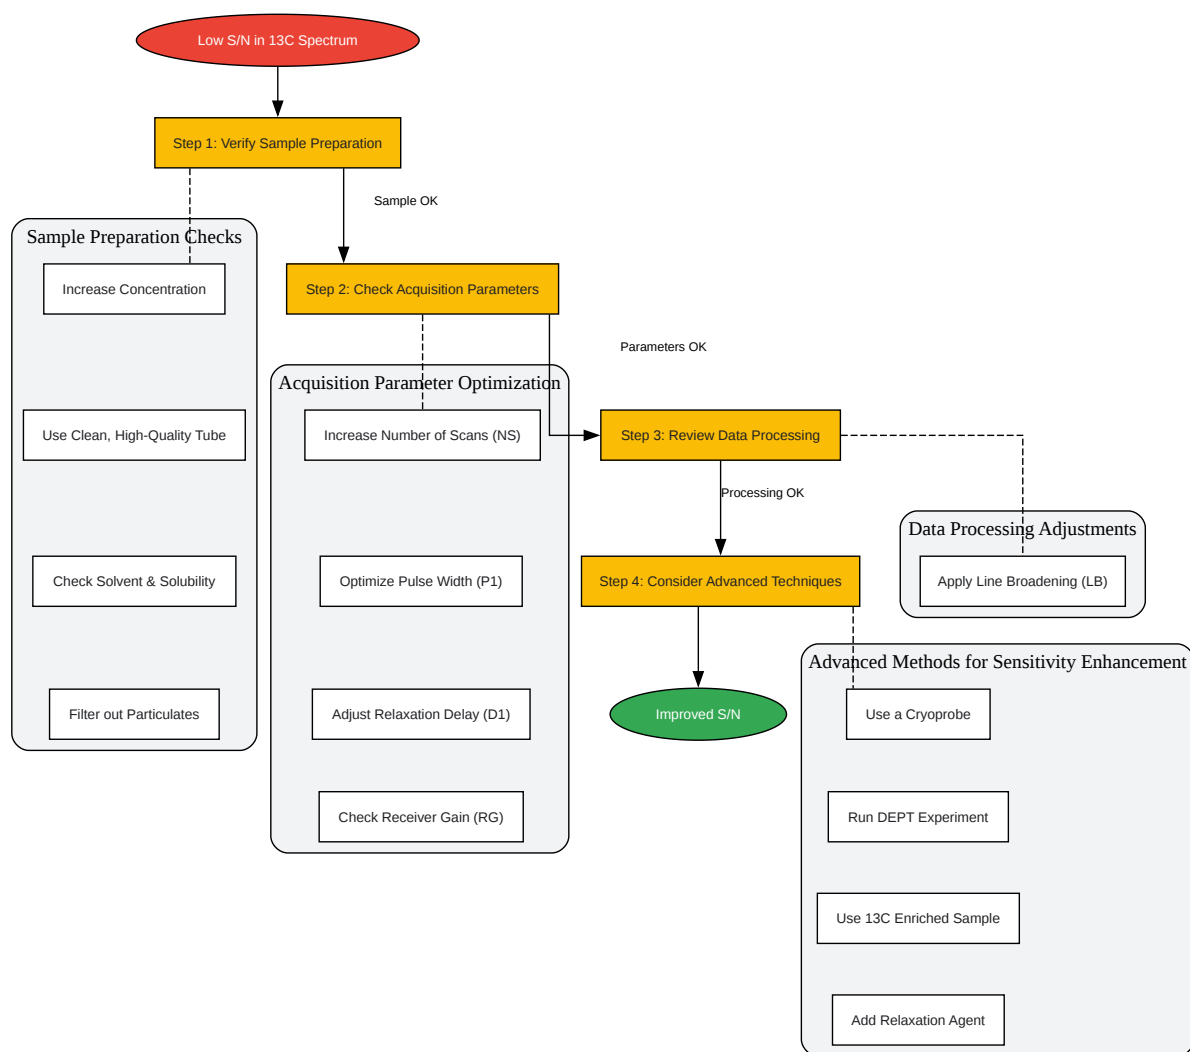 Low S/N in 13C Spectrum
Step 1: Verify Sample Preparation
Sample OK
Sample Preparation Checks
Increase Concentration
Use Clean, High-Quality Tube
Check Solvent & Solubility
Filter out Particulates
Step 2: Check Acquisition Parameters
Parameters OK
Acquisition Parameter Optimization
Increase Number of Scans (NS)
Optimize Pulse Width (P1)
Adjust Relaxation Delay (D1)
Check Receiver Gain (RG)
Step 3: Review Data Processing
Processing OK
Data Processing Adjustments
Apply Line Broadening (LB)
Step 4: Consider Advanced Techniques
Improved S/N
Advanced Methods for Sensitivity Enhancement
Use a Cryoprobe
Run DEPT Experiment
Use 13C Enriched Sample
Add Relaxation Agent